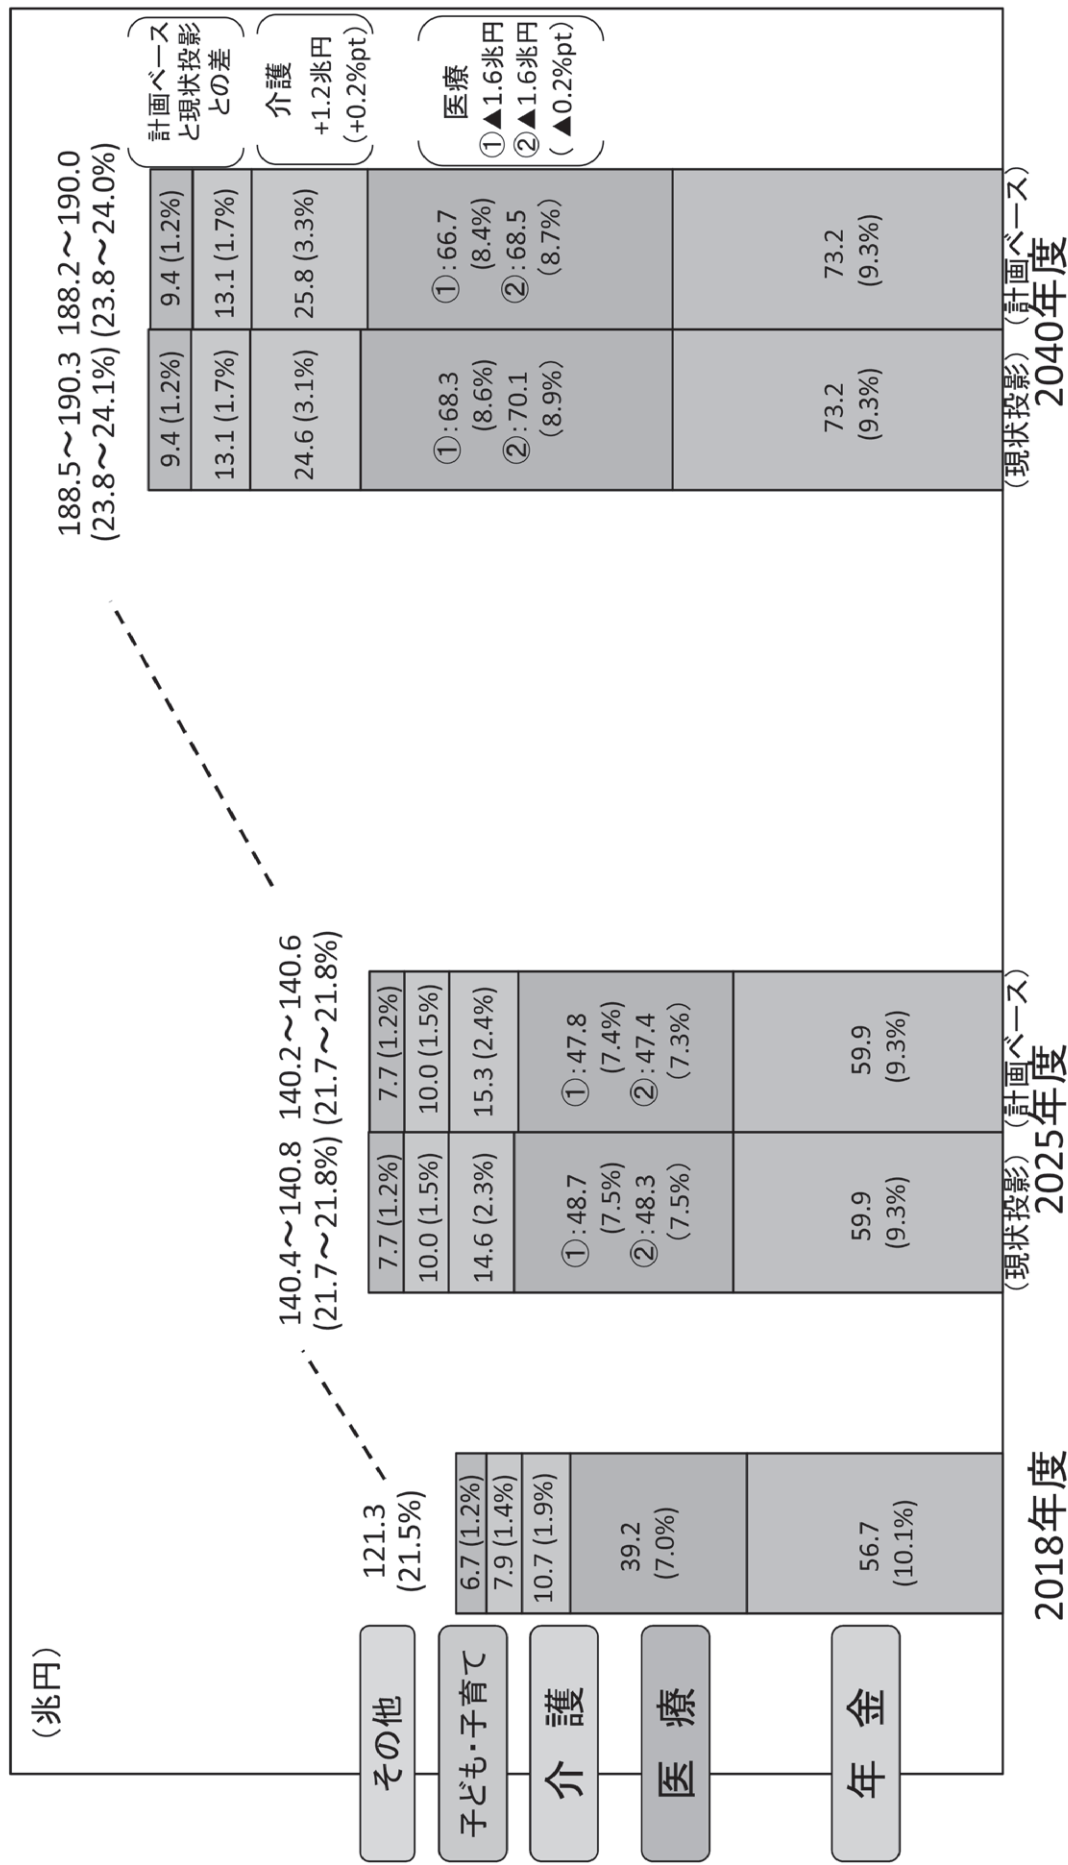 （兆円）
188.5～190.3
(23.8～24.1%)
188.2～190.0
(23.8～24.0%)
計画ベース
と現状投影
との差
介護
+1.2兆円
(+0.2%pt)
医療
①▲1.6兆円
②▲1.6兆円
( ▲0.2%pt)
140.4～140.8
(21.7～21.8%)
140.2～140.6
(21.7～21.8%)
121.3
(21.5%)
その他
子ども・子育て
介　護
医　療
年　金
6.7 (1.2%)
7.9 (1.4%)
10.7 (1.9%)
39.2
(7.0%)
56.7
(10.1%)
2018年度
7.7 (1.2%)
10.0 (1.5%)
14.6 (2.3%)
①:48.7
(7.5%)
②:48.3
(7.5%)
59.9
(9.3%)
（現状投影）
7.7 (1.2%)
10.0 (1.5%)
15.3 (2.4%)
①:47.8
(7.4%)
②:47.4
(7.3%)
59.9
(9.3%)
（計画ベース）
2025年度
9.4 (1.2%)
13.1 (1.7%)
24.6 (3.1%)
①:68.3
(8.6%)
②:70.1
(8.9%)
73.2
(9.3%)
（現状投影）
9.4 (1.2%)
13.1 (1.7%)
25.8 (3.3%)
①:66.7
(8.4%)
②:68.5
(8.7%)
73.2
(9.3%)
（計画ベース）
2040年度